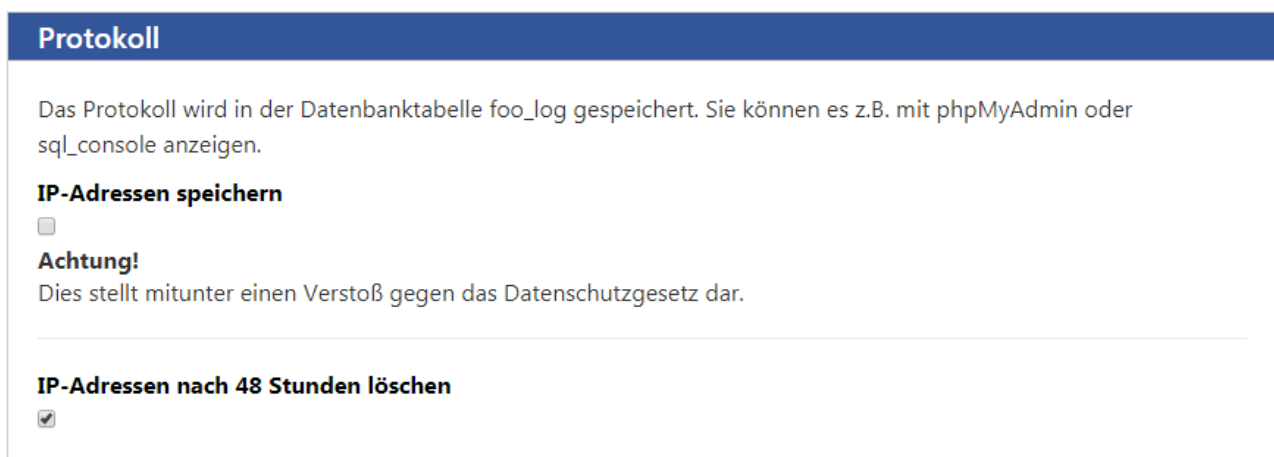 Protokoll
Das Protokoll wird in der Datenbanktabelle foo_log gespeichert. Sie können es z.B. mit phpMyAdmin oder
sql_console anzeigen.
IP-Adressen speichern
Achtung!
Dies stellt mitunter einen Verstoß gegen das Datenschutzgesetz dar.
IP-Adressen nach 48 Stunden löschen